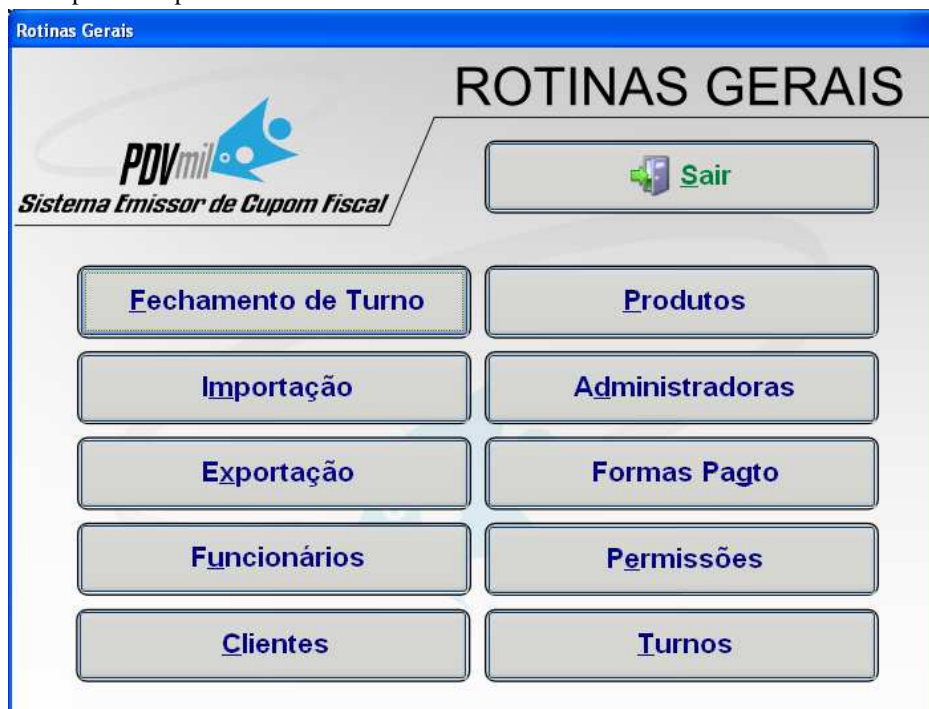 Rotinas Gerais
ROTINAS GERAIS
PDVmil
Sistema Emissor de Cupom Fiscal
Sair
Fechamento de Turno
Produtos
Importação
Administradoras
Exportação
Formas Pagto
Funcionários
Permissões
Clientes
Turnos